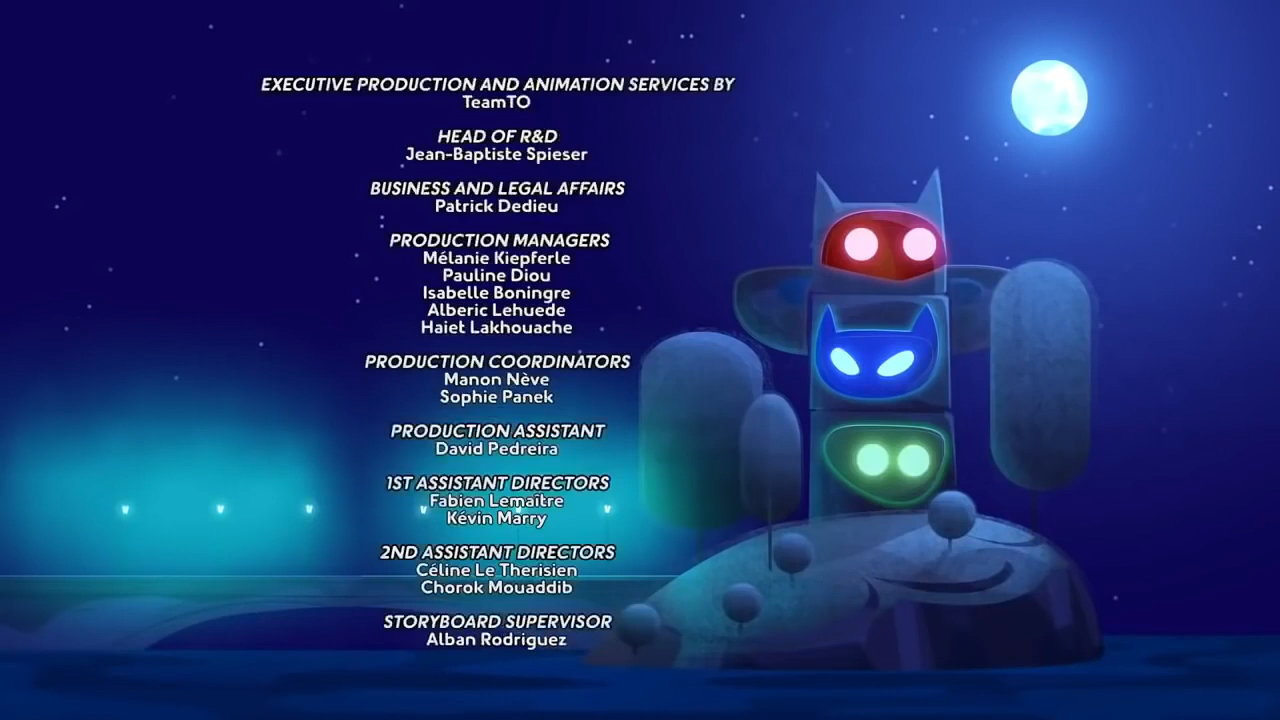 EXECUTIVE PRODUCTION AND ANIMATION SERVICES BY
TeamTO
HEAD OF R&D
Jean-Baptiste Spieser
BUSINESS AND LEGAL AFFAIRS
Patrick Dedieu
PRODUCTION MANAGERS
Mélanie Kiepferle
Pauline Diou
Isabelle Boningre
Alberic Lehuede
Haiet Lakhouache
PRODUCTION COORDINATORS
Manon Nève
Sophie Panek
PRODUCTION ASSISTANT
David Pedreira
1ST ASSISTANT DIRECTORS
Fabien Lemaître
Kévin Marry
2ND ASSISTANT DIRECTORS
Céline Le Therisien
Chorok Mouaddib
STORYBOARD SUPERVISOR
Alban Rodriguez